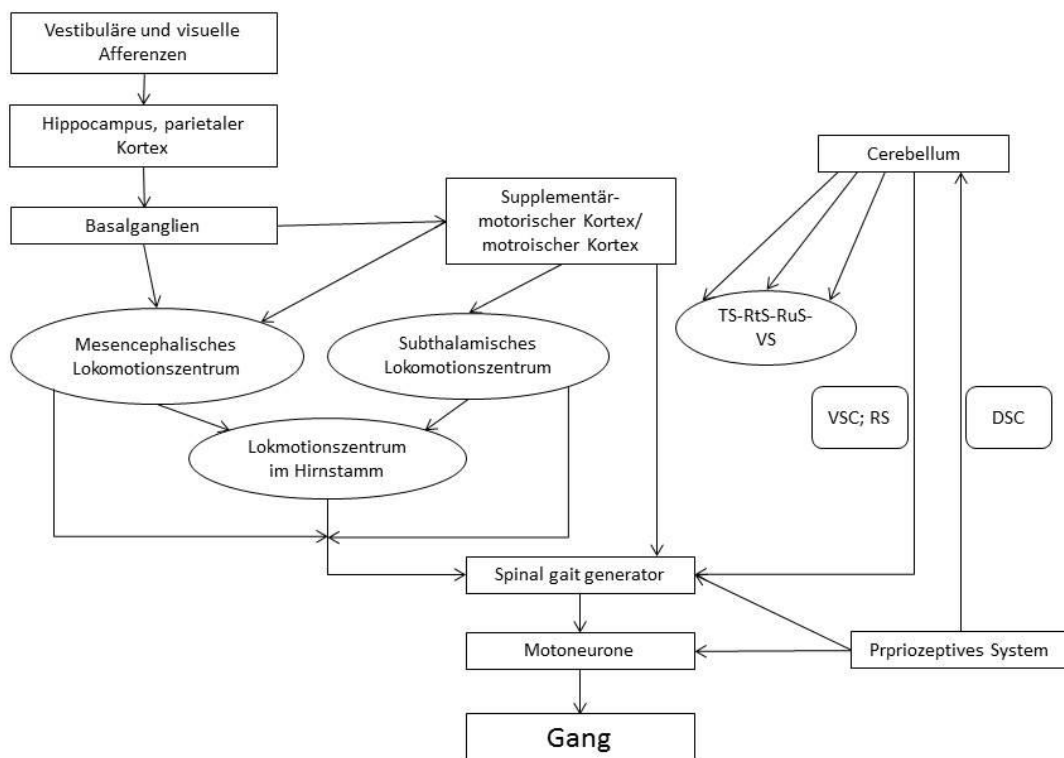 Vestibuläre und visuelle
Afferenzen
Hippocampus, parietaler
Kortex
Basalganglien
Supplementär-
motorischer Kortex/
motroischer Kortex
Cerebellum
Mesencephalisches
Lokomotionszentrum
Subthalamisches
Lokomotionszentrum
TS-RtS-RuS-
VS
Lokmotionszentrum
im Hirnstamm
VSC; RS
DSC
Spinal gait generator
Motoneurone
Prpriozeptives System
Gang